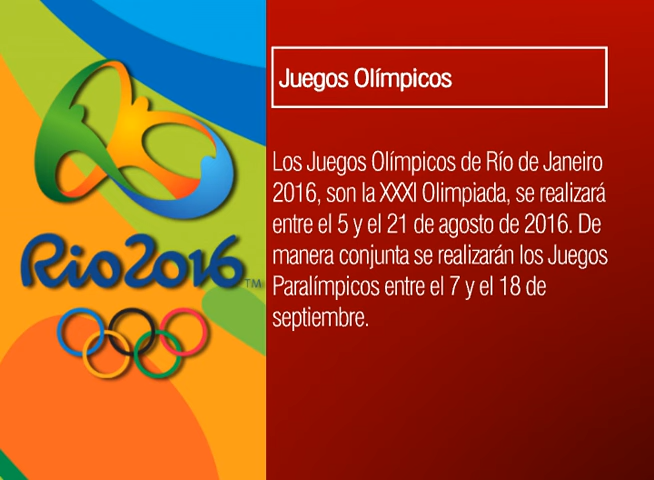 Rio2016™
Juegos Olímpicos
Los Juegos Olímpicos de Río de Janeiro
2016, son la XXXI Olimpiada, se realizará
entre el 5 y el 21 de agosto de 2016. De
manera conjunta se realizarán los Juegos
Paralímpicos entre el 7 y el 18 de
septiembre.